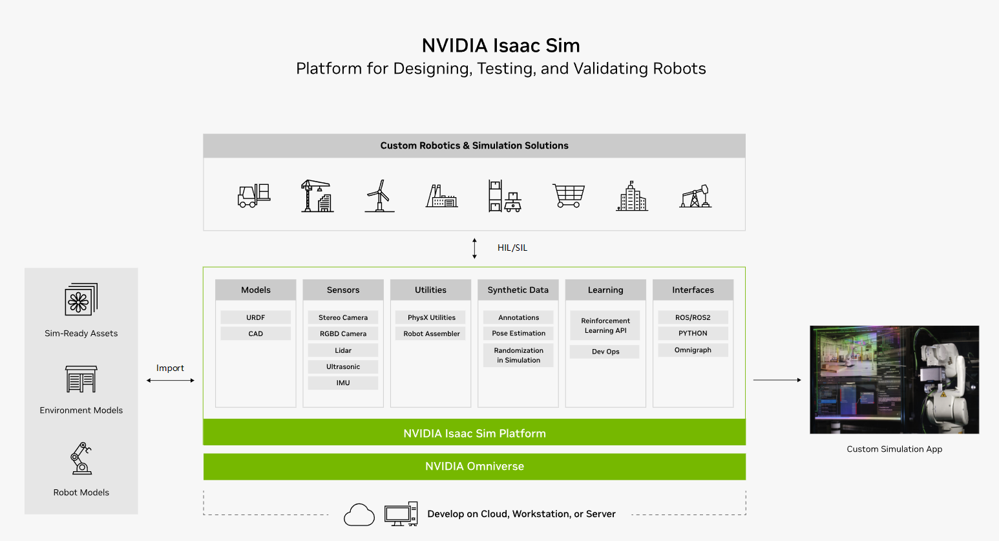 NVIDIA Isaac Sim
Platform for Designing, Testing, and Validating Robots
Custom Robotics & Simulation Solutions
HIL/SIL
Sim-Ready Assets
Environment Models
Robot Models
Import
Models
URDF
CAD
Sensors
Stereo Camera
RGBD Camera
Lidar
Ultrasonic
IMU
Utilities
PhysX Utilities
Robot Assembler
Synthetic Data
Annotations
Pose Estimation
Randomization
in Simulation
Learning
Reinforcement
Learning API
Dev Ops
Interfaces
ROS/ROS2
PYTHON
Omnigraph
NVIDIA Isaac Sim Platform
NVIDIA Omniverse
Develop on Cloud, Workstation, or Server
Custom Simulation App